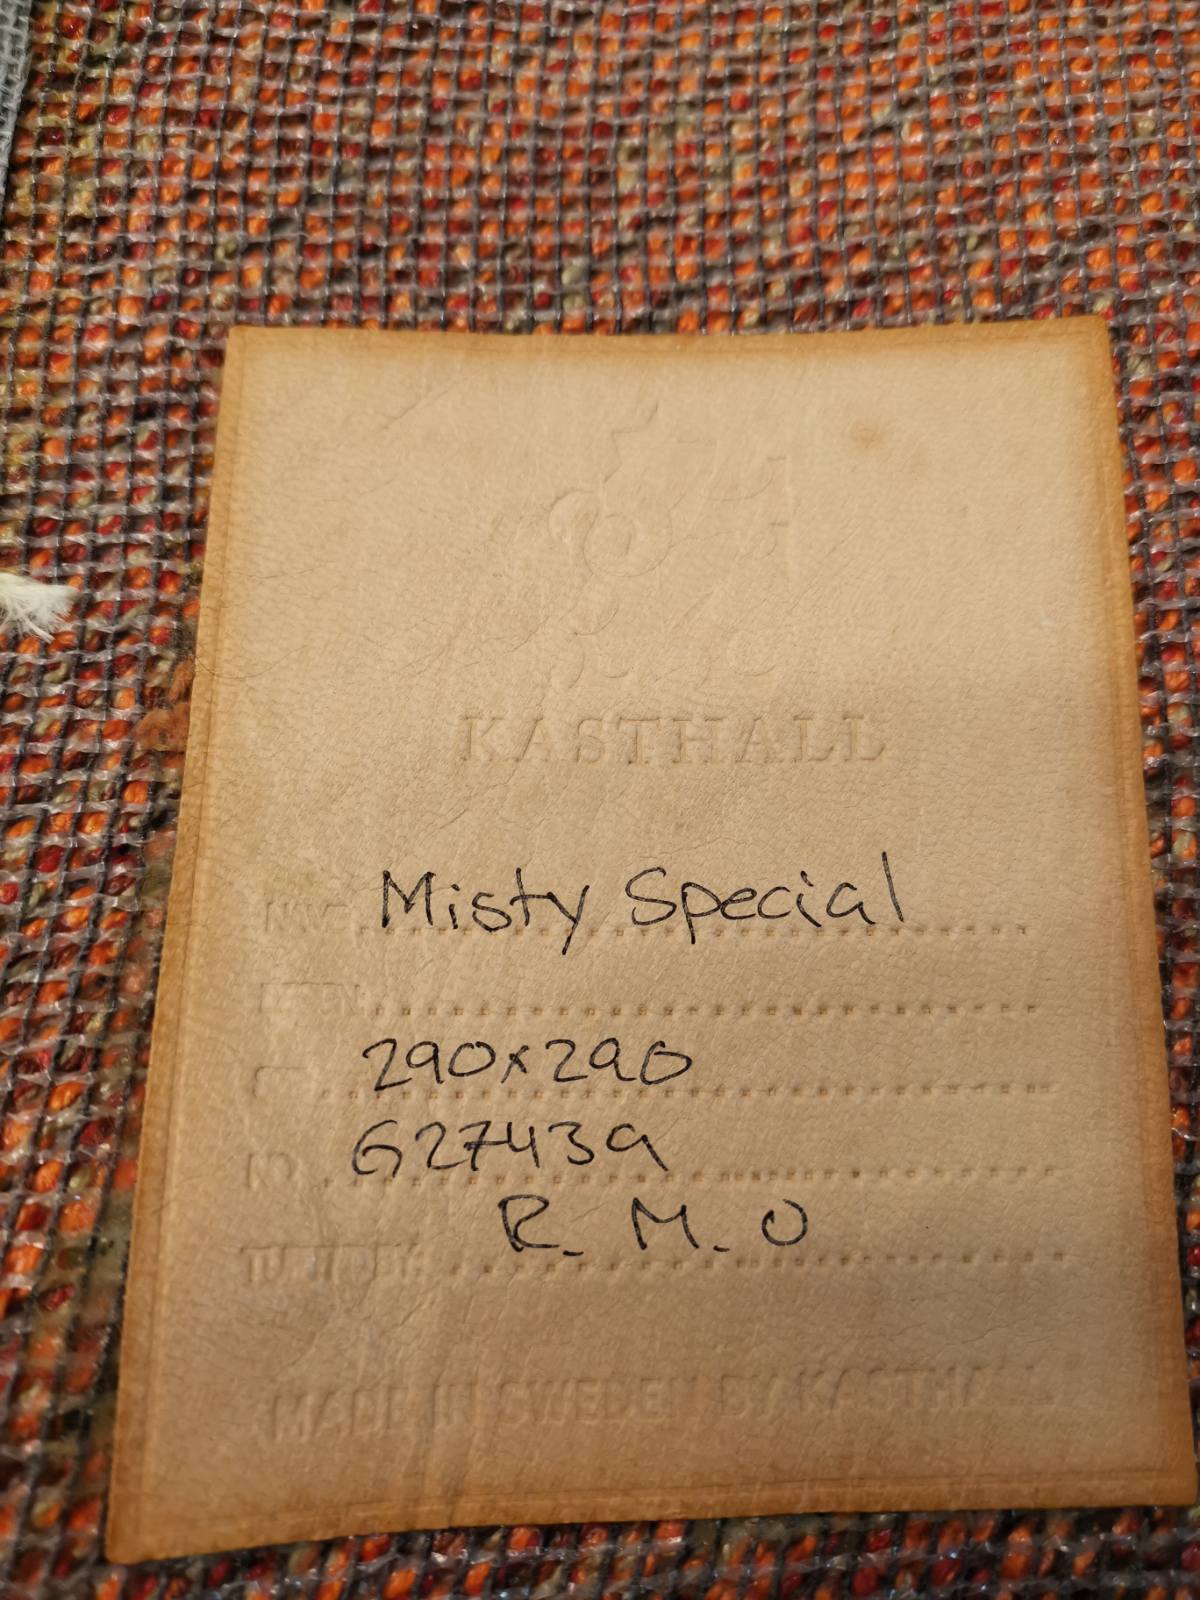 KASTHALL
Misty Special
290x290
627439
R. M. O
MADE IN SWEDEN BY KASTHALL